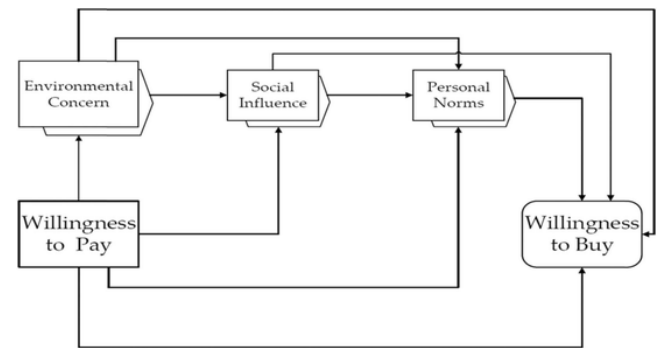 Environmental
Concern
Social
Influence
Personal
Norms
Willingness
to Pay
Willingness
to Buy